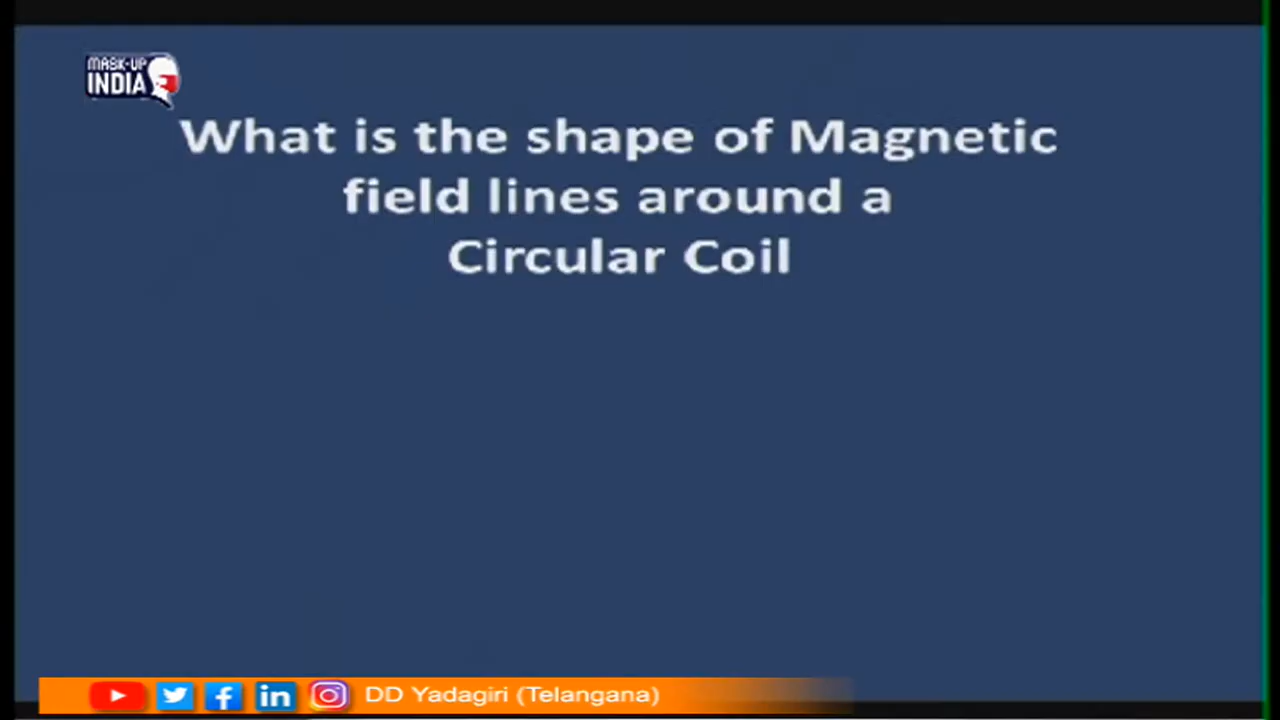 MASK-UP
INDIA
What is the shape of Magnetic
field lines around a
Circular Coil
DD Yadagiri (Telangana)